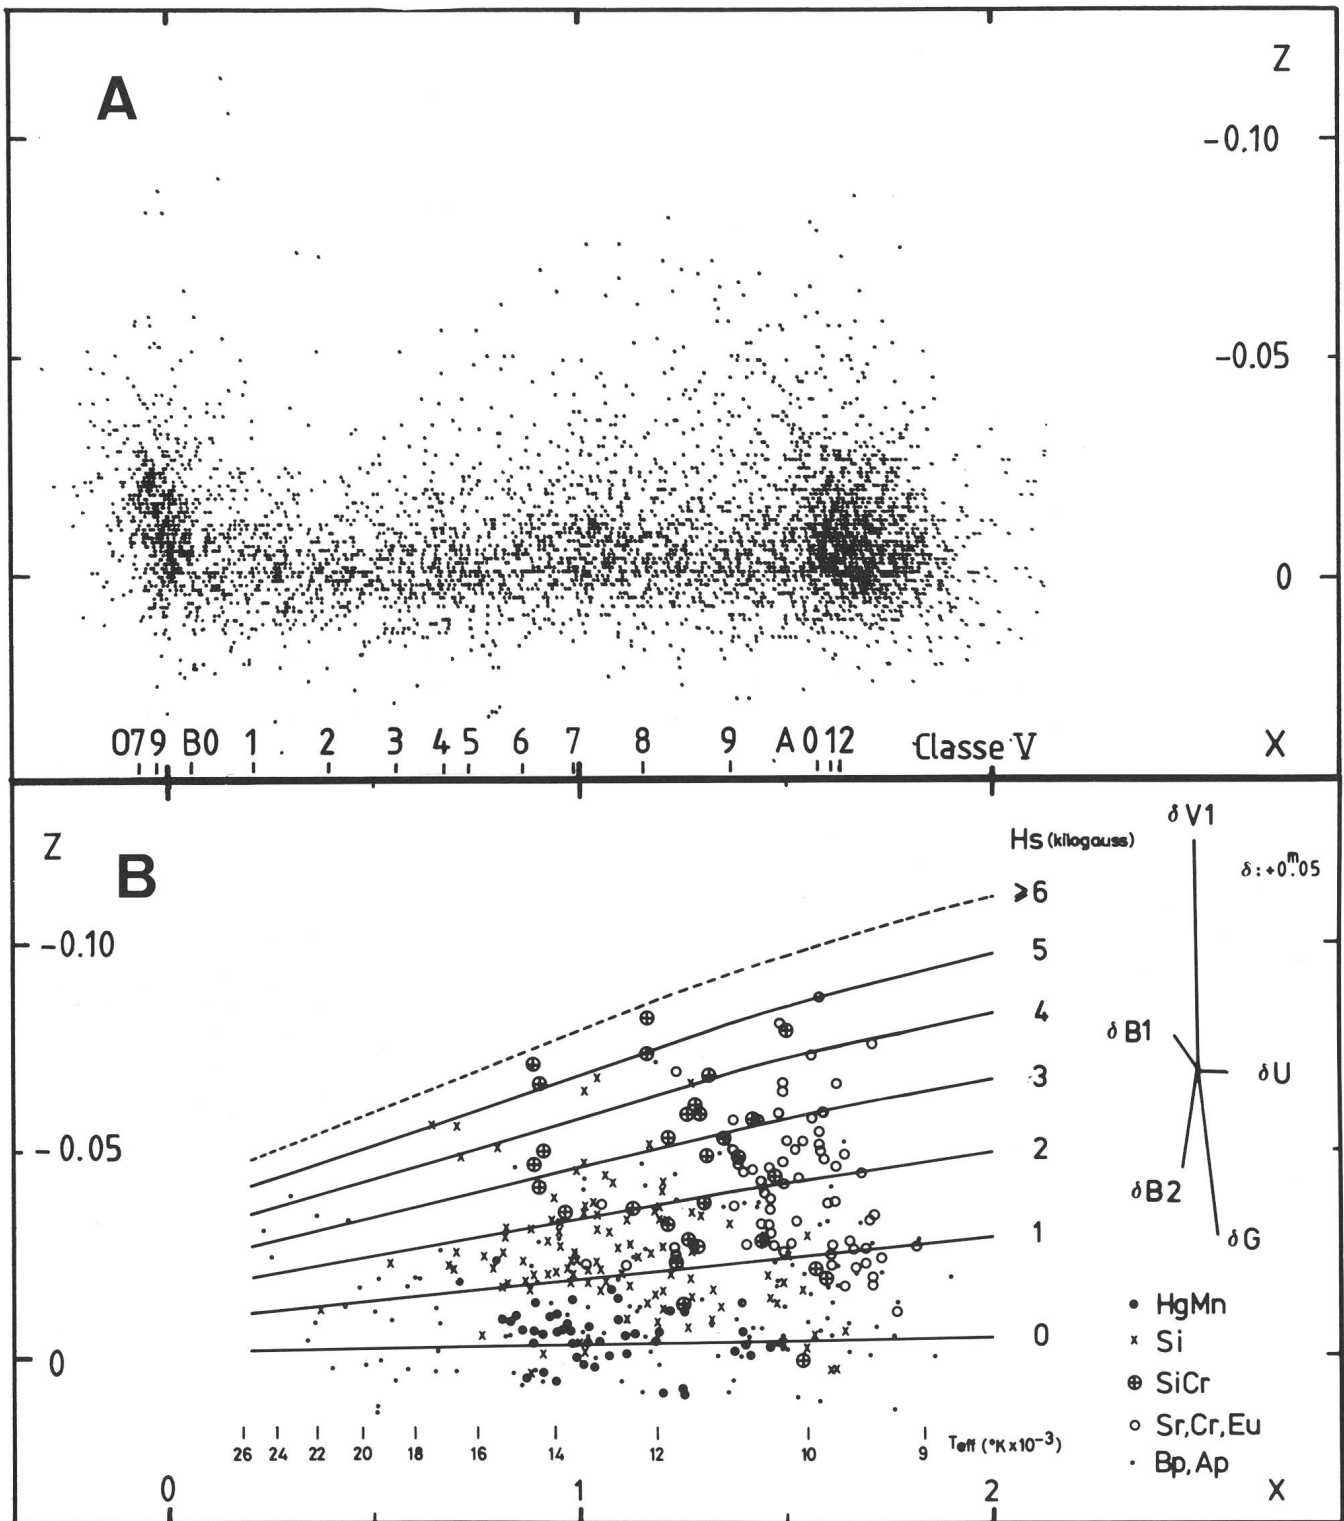 A
Z
-0.10
-0.05
0
O7 9 B0 1 2 3 4 5 6 7 8 9 A 0 1 2 Classe V X
B
Z
-0.10
-0.05
0
Hs (kilogauss)
⩾6
5
4
3
2
1
0
δ V1
δ: +0.ᵐ05
δ B1
δ U
δ B2
δ G
HgMn
Si
SiCr
Sr, Cr, Eu
Bp, Ap
26 24 22 20 18 16 14 12 10 9 Teff (°K x 10⁻³)
0 1 2 X